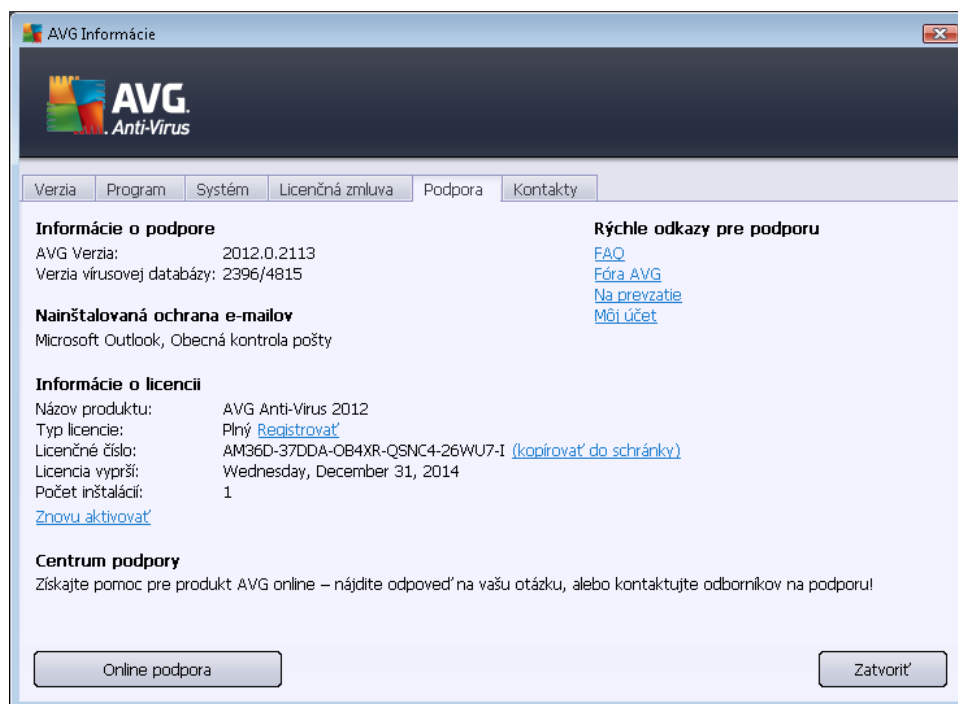 AVG Informácie
AVG.
Anti-Virus
Verzia Program Systém Licenčná zmluva Podpora Kontakty
Informácie o podpore
AVG Verzia: 2012.0.2113
Verzia vírusovej databázy: 2396/4815
Nainštalovaná ochrana e-mailov
Microsoft Outlook, Obecná kontrola pošty
Informácie o licencii
Názov produktu: AVG Anti-Virus 2012
Typ licencie: Plný Registrovať
Licenčné číslo: AM36D-37DDA-OB4XR-QSNC4-26WU7-I (kopírovať do schránky)
Licencia vyprší: Wednesday, December 31, 2014
Počet inštalácií: 1
Znovu aktivovať
Centrum podpory
Získajte pomoc pre produkt AVG online – nájdite odpoveď na vašu otázku, alebo kontaktujte odborníkov na podporu!
Rýchle odkazy pre podporu
FAQ
Fóra AVG
Na prevzatie
Môj účet
Online podpora
Zatvoriť